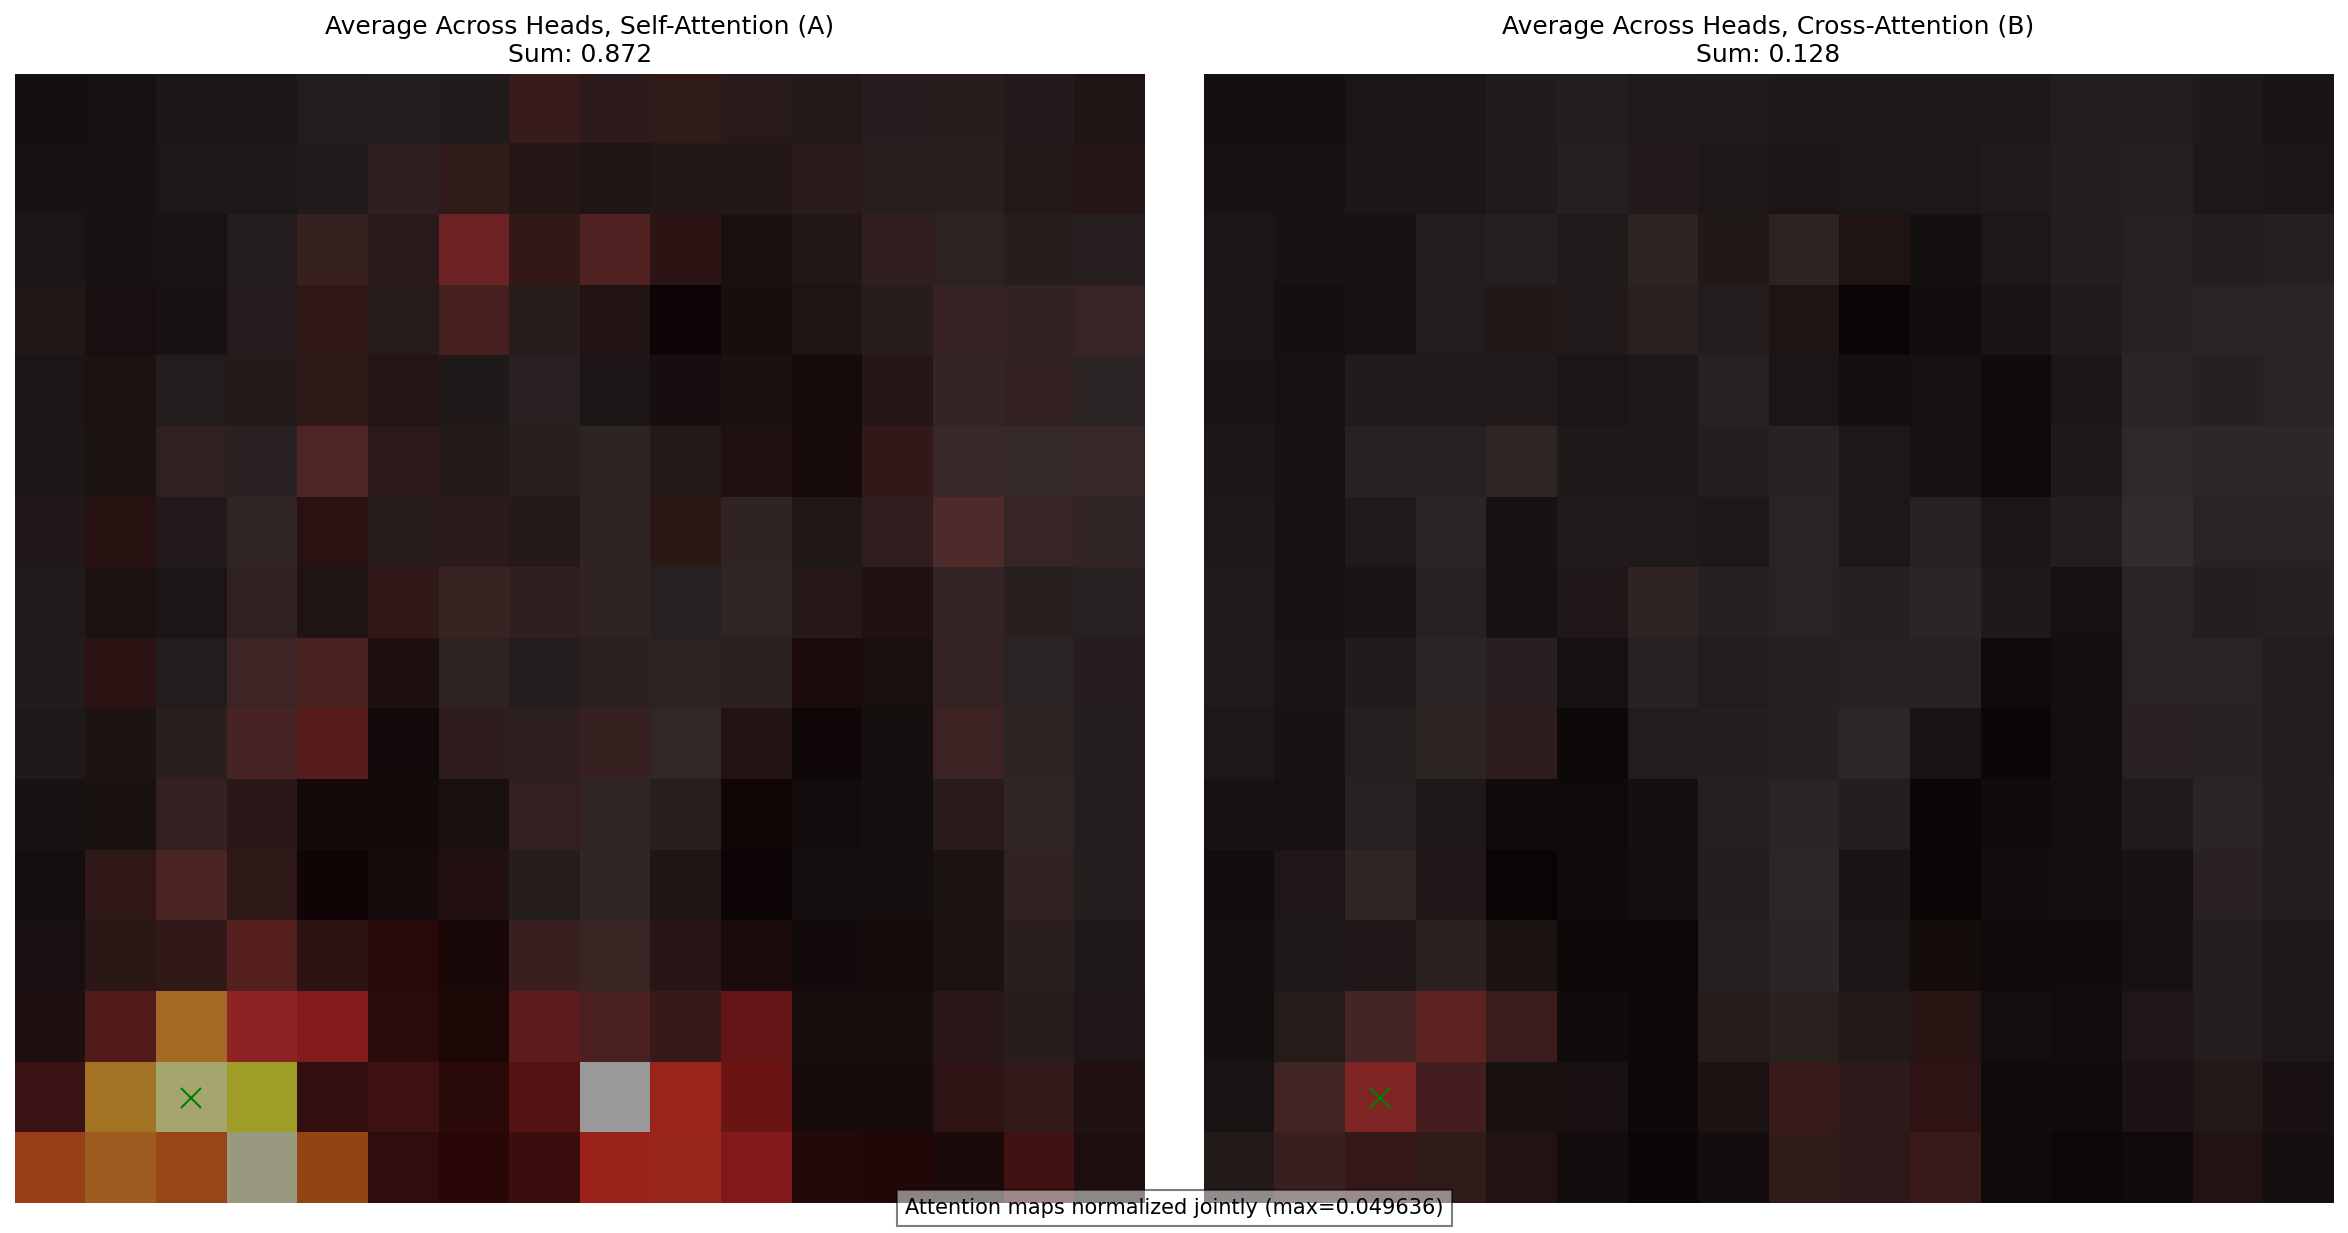 Average Across Heads, Self-Attention (A)
Sum: 0.872
Average Across Heads, Cross-Attention (B)
Sum: 0.128
Attention maps normalized jointly (max=0.049636)